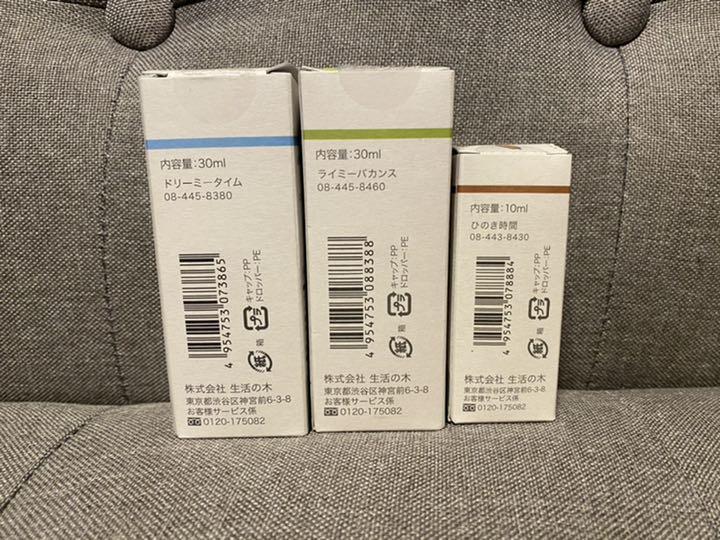 内容量:30ml
ドリーミータイム
08-445-8380
4 954753 073865
キャップ:PP
ドロッパー:PE
プラ
紙
箱
株式会社 生活の木
東京都渋谷区神宮前6-3-8
お客様サービス係
0120-175082
内容量:30ml
ライミーバカンス
08-445-8460
4 954753 088388
キャップ:PP
ドロッパー:PE
プラ
紙
箱
株式会社 生活の木
東京都渋谷区神宮前6-3-8
お客様サービス係
0120-175082
内容量:10ml
ひのき時間
08-443-8430
4 954753 078884
キャップ:PP
ドロッパー:PE
プラ
紙
箱
株式会社 生活の木
東京都渋谷区神宮前6-3-8
お客様サービス係
0120-175082